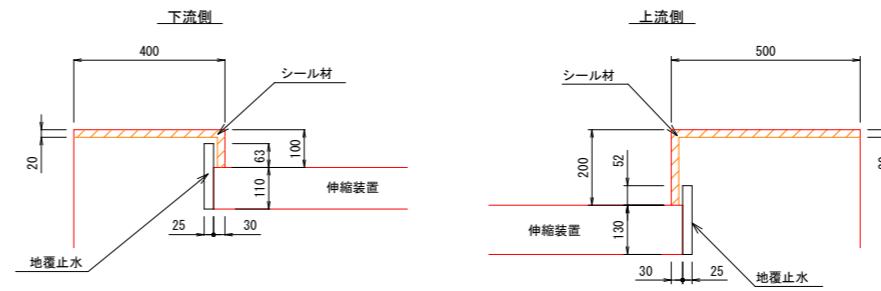 下流側
400
シール材
20
63
100
110
伸縮装置
25
30
地覆止水
上流側
500
シール材
200
52
伸縮装置
130
30
25
地覆止水